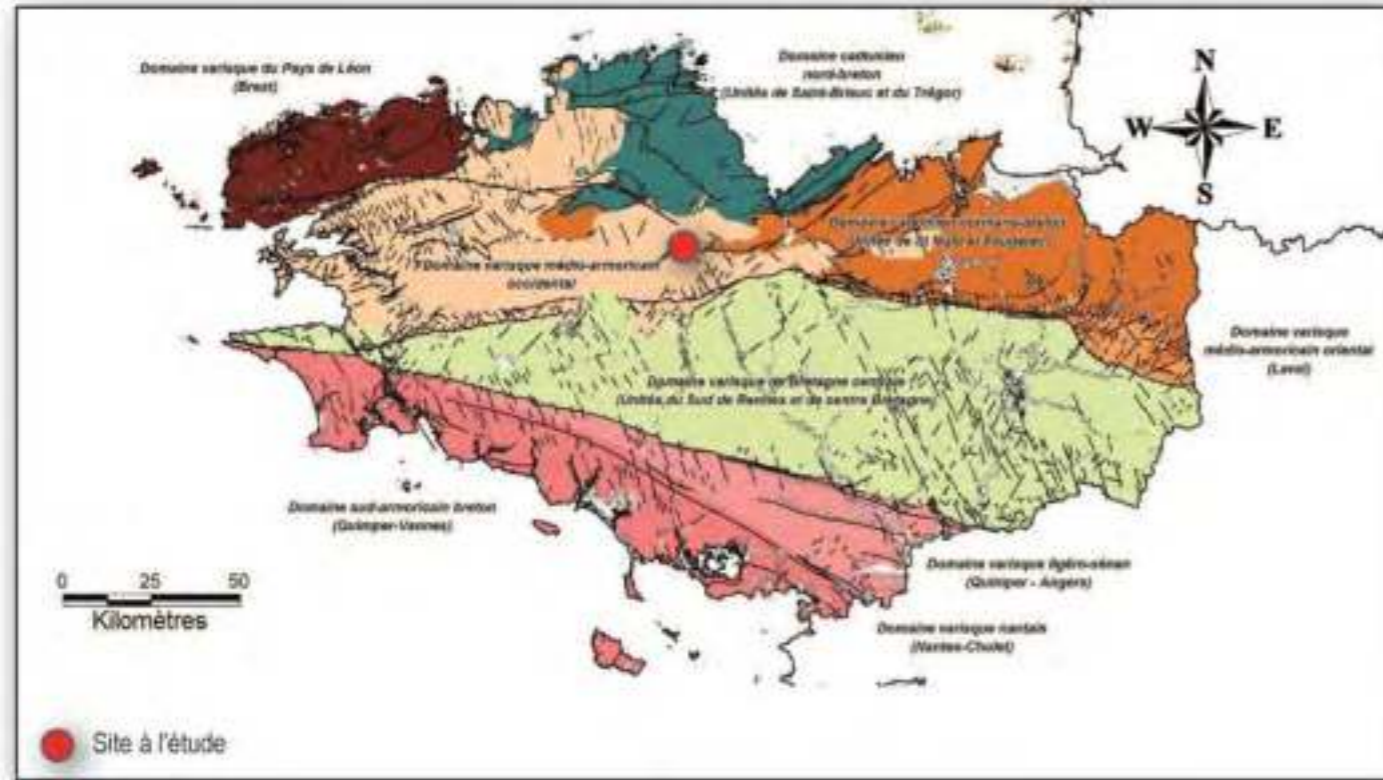 Domaine varisque du Pays de Léon
(Brest)
Domaine cadomien
nord-breton
(Unités de Saint-Brieuc et du Trégor)
N
W E
S
Domaine varisque médio-armoricain
occidental
Domaine varisque
médio-armoricain oriental
(Laval)
Domaine varisque de Bretagne centrale
(Unités du Sud de Rennes et de centre Bretagne)
Domaine sud-armoricain breton
(Quimper-Vannes)
Domaine varisque ligéro-sénan
(Quimper - Angers)
Domaine varisque nantais
(Nantes-Cholet)
0 25 50
Kilomètres
Site à l'étude